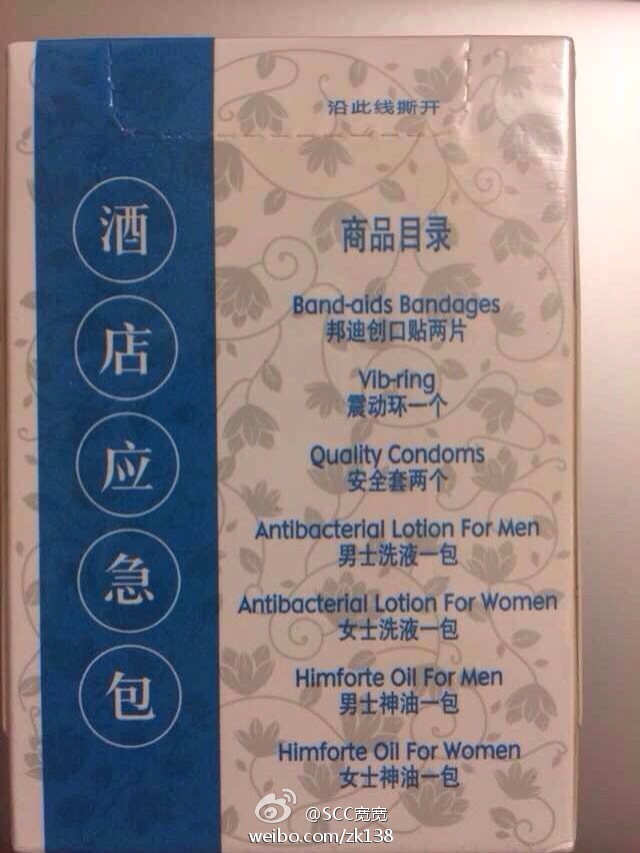 沿此线撕开
酒店应急包
商品目录
Band-aids Bandages
邦迪创口贴两片
Vib-ring
震动环一个
Quality Condoms
安全套两个
Antibacterial Lotion For Men
男士洗液一包
Antibacterial Lotion For Women
女士洗液一包
Himforte Oil For Men
男士神油一包
Himforte Oil For Women
女士神油一包
@SCC宽宽
weibo.com/zk138